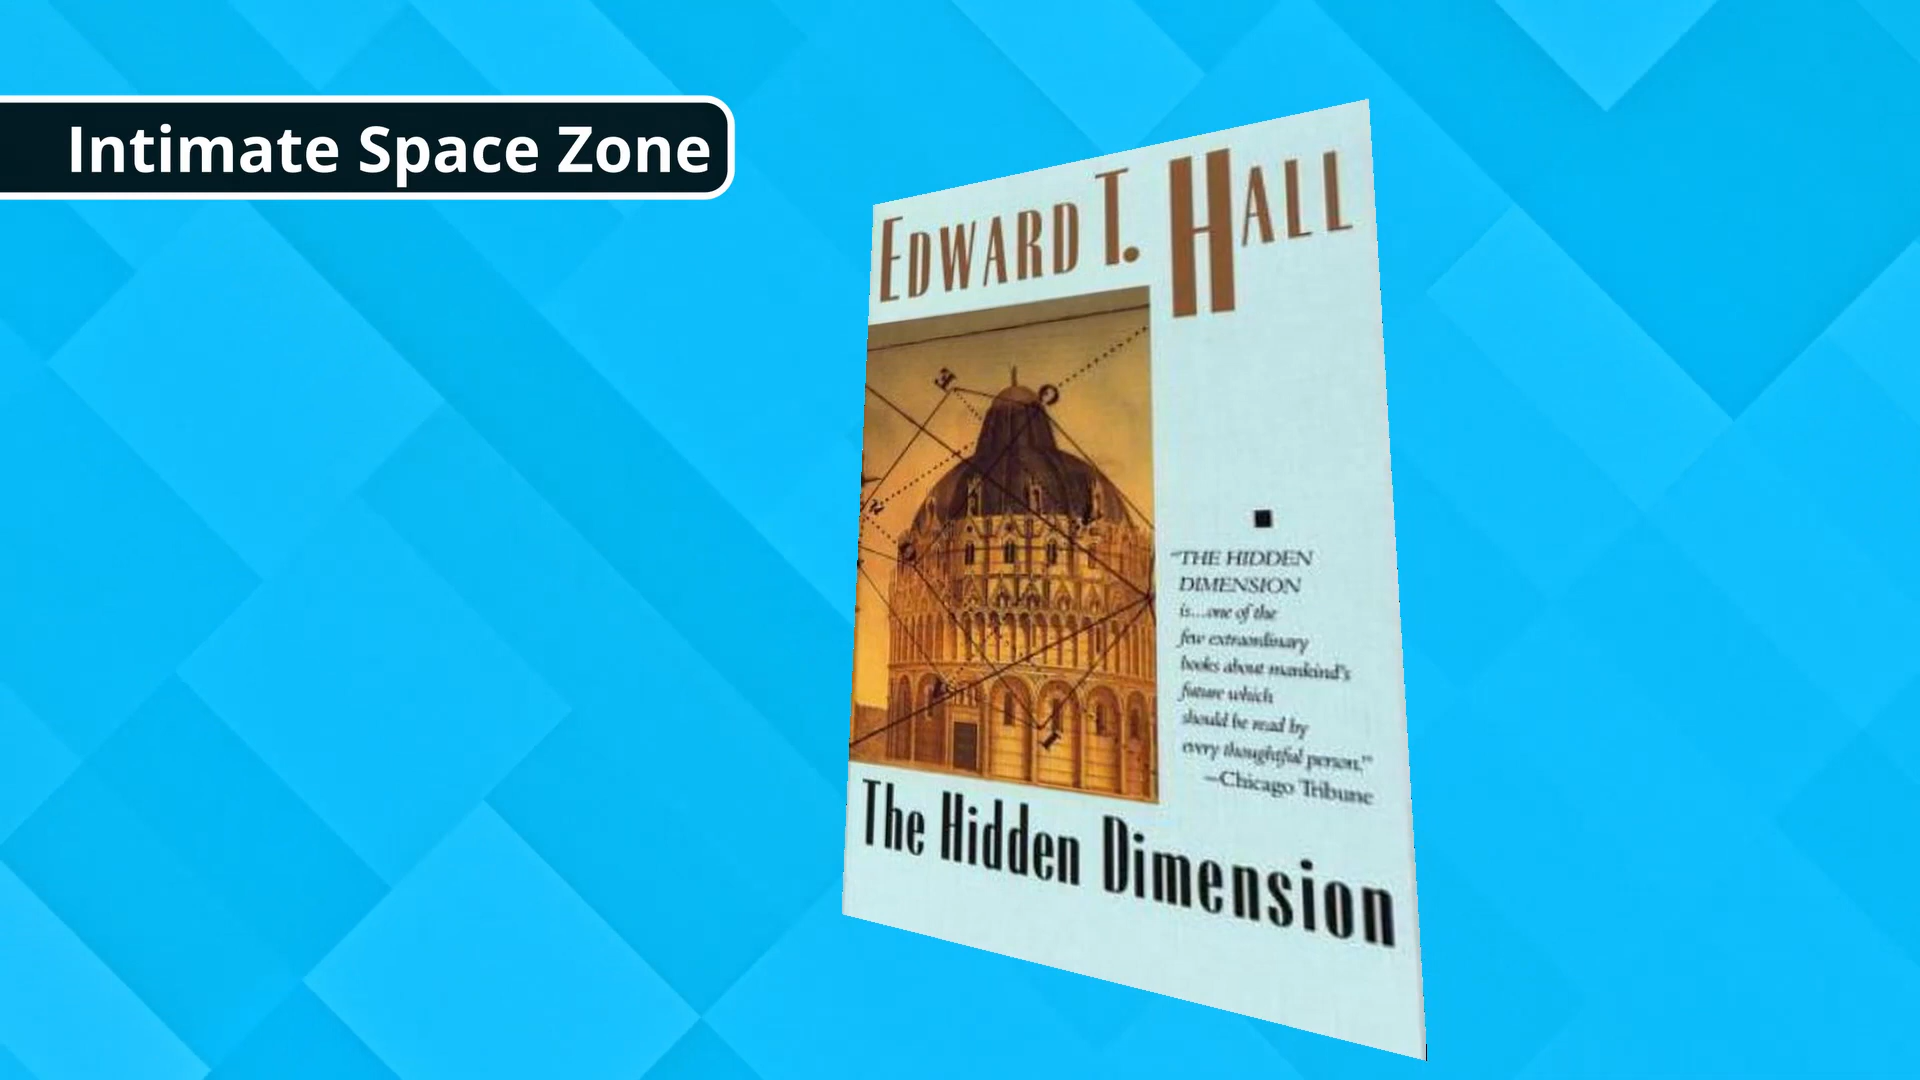 Intimate Space Zone
EDWARD T. HALL
"THE HIDDEN
DIMENSION
is...one of the
few extraordinary
books about mankind's
future which
should be read by
every thoughtful person."
—Chicago Tribune
The Hidden Dimension